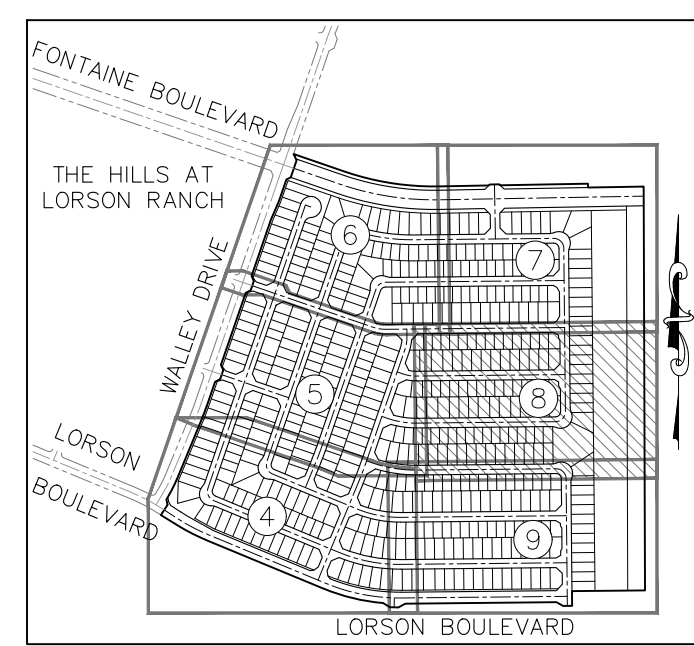 FONTAINE BOULEVARD
THE HILLS AT
LORSON RANCH
WALLEY DRIVE
6
7
5
8
LORSON
BOULEVARD
4
9
LORSON BOULEVARD